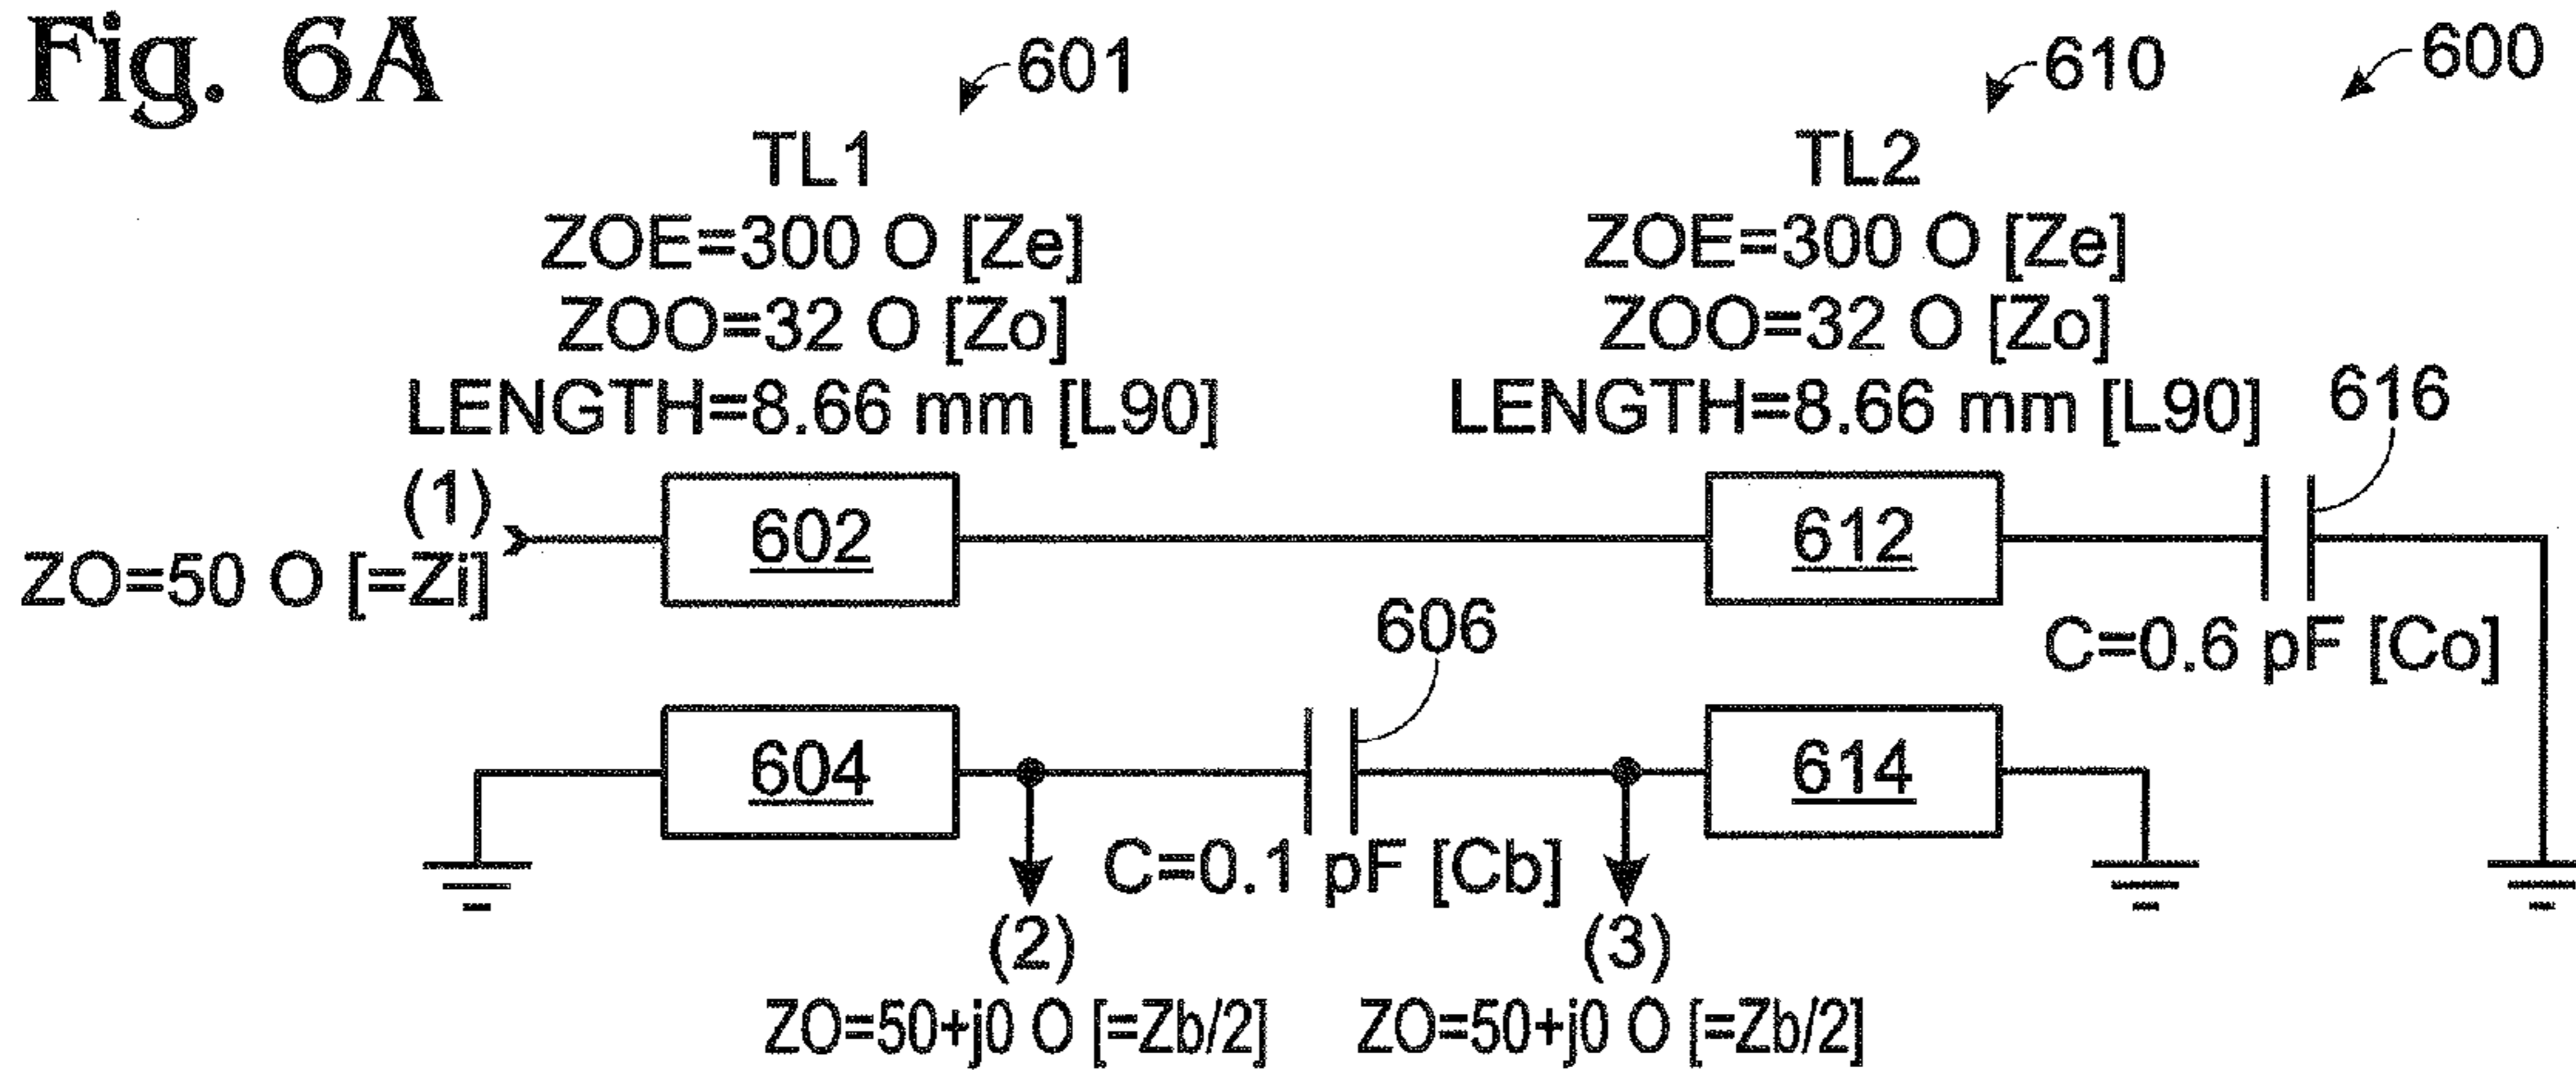 Fig. 6A
601
610
600
TL1
ZOE=300 O [Ze]
ZOO=32 O [Zo]
LENGTH=8.66 mm [L90]
TL2
ZOE=300 O [Ze]
ZOO=32 O [Zo]
LENGTH=8.66 mm [L90]
616
(1)
ZO=50 O [=Zi]
602
612
C=0.6 pF [Co]
606
604
614
C=0.1 pF [Cb]
(2)
ZO=50+j0 O [=Zb/2]
(3)
ZO=50+j0 O [=Zb/2]